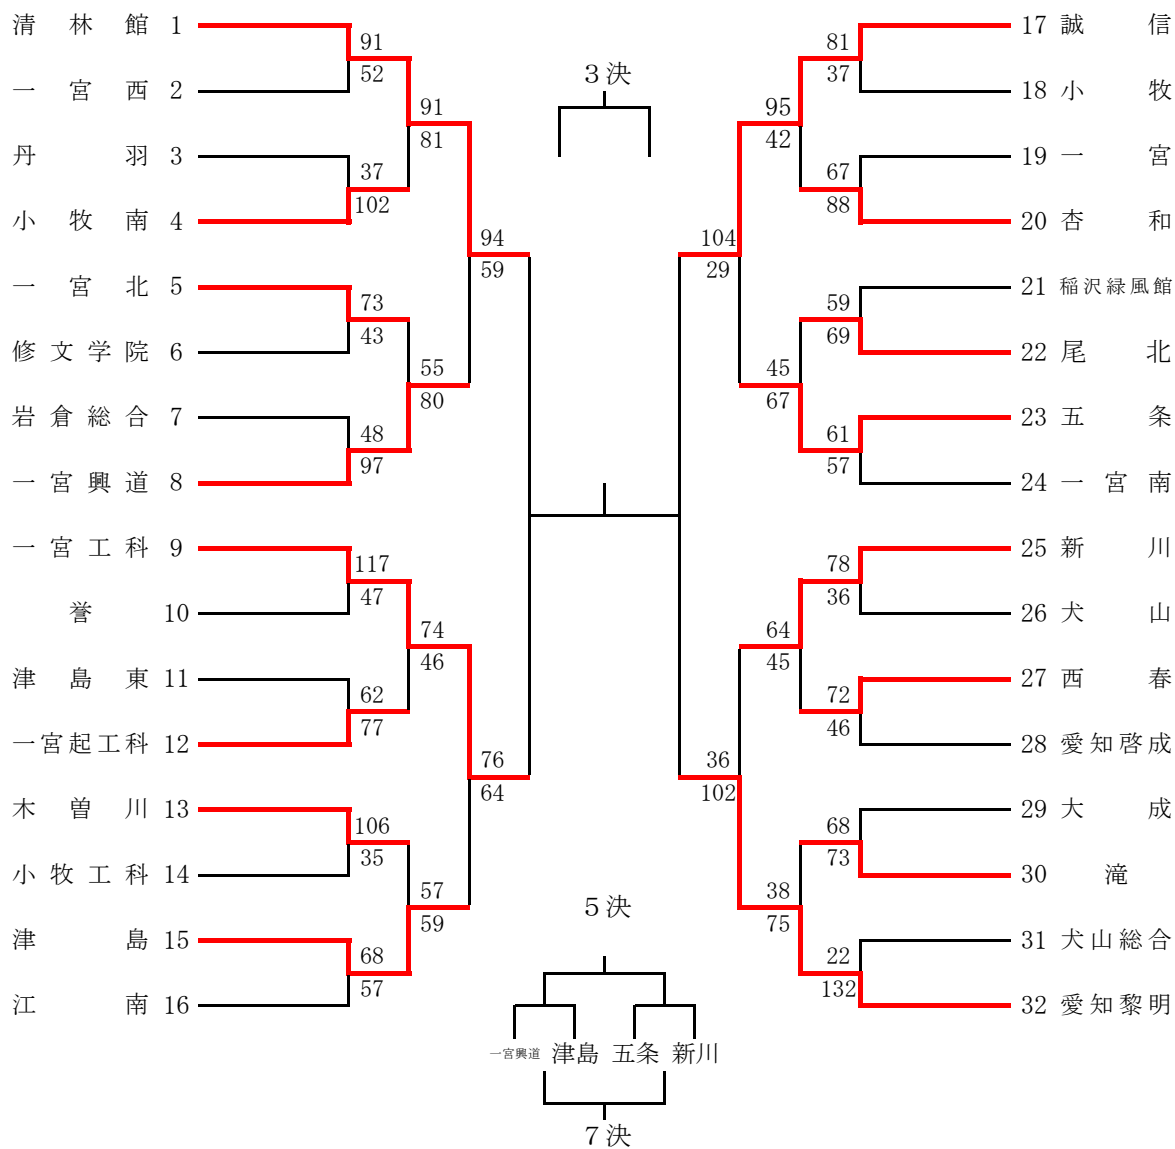 清林館 1
91
52
一宮西 2
91
81
丹羽 3
37
102
小牧南 4
94
59
一宮北 5
73
43
修文学院 6
55
80
岩倉総合 7
48
97
一宮興道 8
一宮工科 9
117
47
誉 10
74
46
津島東 11
62
77
一宮起工科 12
76
64
木曽川 13
106
35
小牧工科 14
57
59
津島 15
68
57
江南 16
3決
17 誠信
81
37
18 小牧
95
42
19 一宮
67
88
20 杏和
104
29
21 稲沢緑風館
59
69
22 尾北
45
67
23 五条
61
57
24 一宮南
25 新川
78
36
26 犬山
64
45
27 西春
72
46
28 愛知啓成
36
102
29 大成
68
73
30 滝
38
75
31 犬山総合
22
132
32 愛知黎明
5決
一宮興道 津島 五条 新川
7決